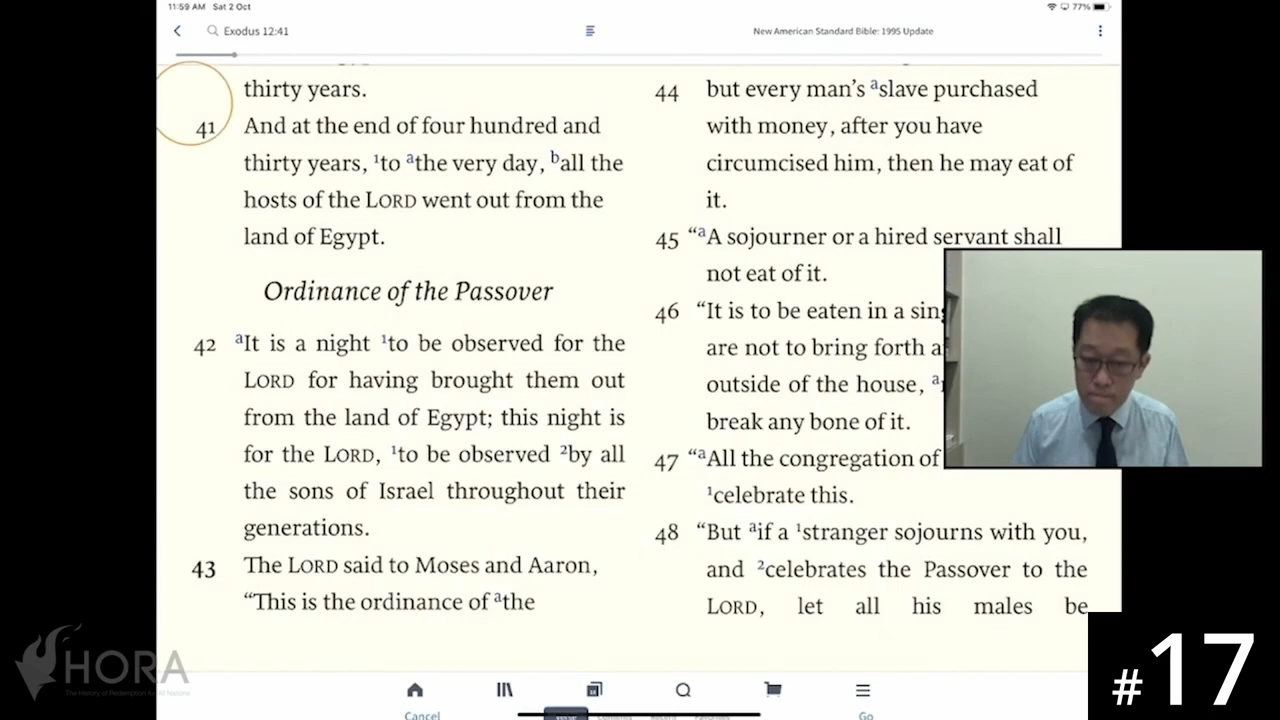 11:59 AM Sat 2 Oct
77%
Exodus 12:41
New American Standard Bible: 1995 Update
thirty years.
41 And at the end of four hundred and
thirty years, ¹to ᵃthe very day, ᵇall the
hosts of the LORD went out from the
land of Egypt.
Ordinance of the Passover
42 ᵃIt is a night ¹to be observed for the
LORD for having brought them out
from the land of Egypt; this night is
for the LORD, ¹to be observed ²by all
the sons of Israel throughout their
generations.
43 The LORD said to Moses and Aaron,
“This is the ordinance of ᵃthe
44 but every man’s ᵃslave purchased
with money, after you have
circumcised him, then he may eat of
it.
45 “ᵃA sojourner or a hired servant shall
not eat of it.
46 “It is to be eaten in a
are not to bring forth
outside of the house,
break any bone of it.
47 “ᵃAll the congregation of
¹celebrate this.
48 “But ᵃif a ¹stranger sojourns with you,
and ²celebrates the Passover to the
LORD, let all his males be
HORA
The History of Redemption for All Nations
Cancel
Go
#17